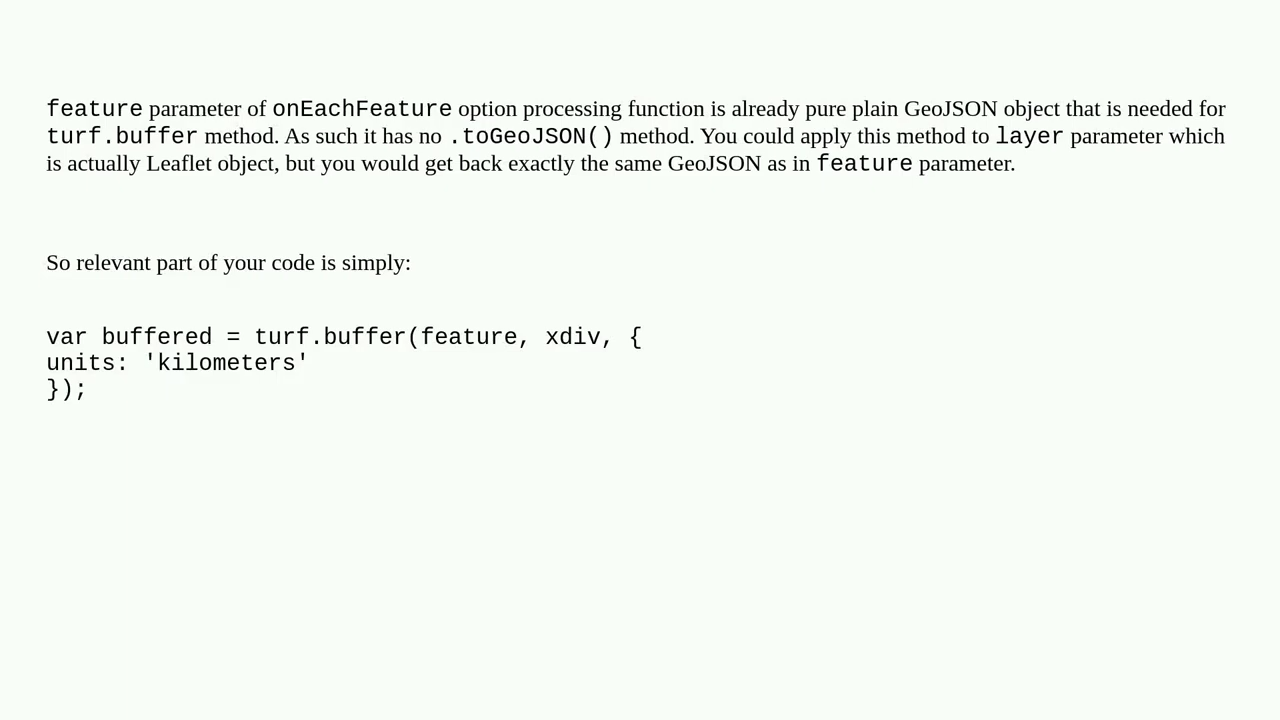 feature parameter of onEachFeature option processing function is already pure plain GeoJSON object that is needed for
turf.buffer method. As such it has no .toGeoJSON() method. You could apply this method to layer parameter which
is actually Leaflet object, but you would get back exactly the same GeoJSON as in feature parameter.
So relevant part of your code is simply:
var buffered = turf.buffer(feature, xdiv, {
units: 'kilometers'
});